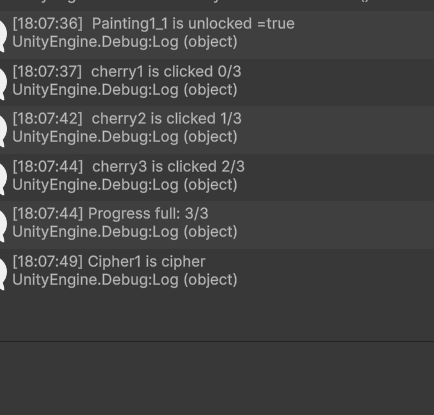 [18:07:36]  Painting1_1 is unlocked =true
UnityEngine.Debug:Log (object)
[18:07:37]  cherry1 is clicked 0/3
UnityEngine.Debug:Log (object)
[18:07:42]  cherry2 is clicked 1/3
UnityEngine.Debug:Log (object)
[18:07:44]  cherry3 is clicked 2/3
UnityEngine.Debug:Log (object)
[18:07:44] Progress full: 3/3
UnityEngine.Debug:Log (object)
[18:07:49] Cipher1 is cipher
UnityEngine.Debug:Log (object)